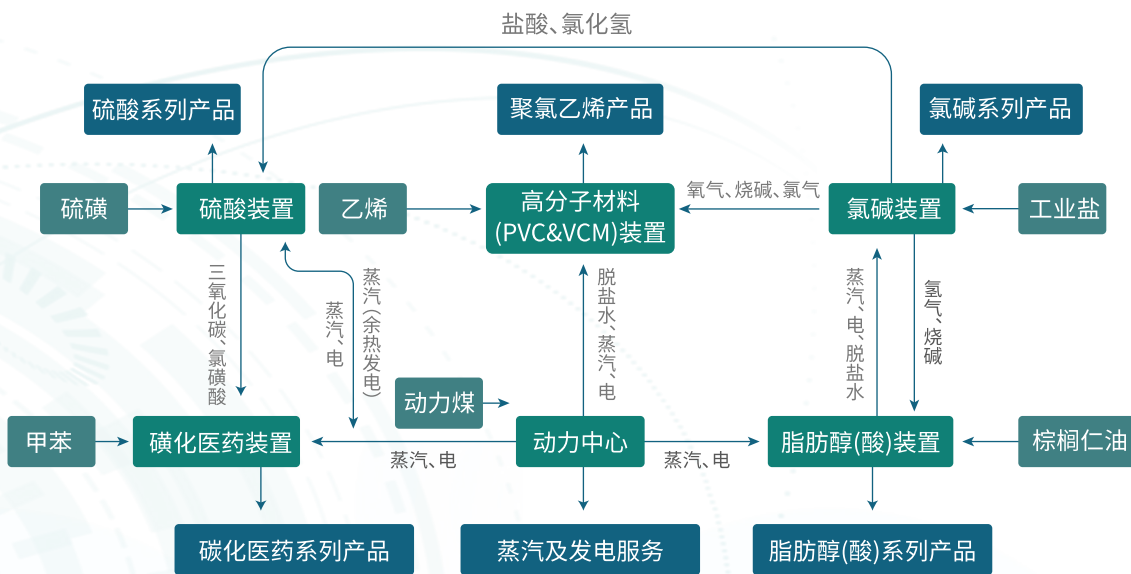 盐酸、氯化氢
硫酸系列产品
聚氯乙烯产品
氯碱系列产品
硫磺
硫酸装置
乙烯
高分子材料
(PVC&VCM)装置
氧气、烧碱、氯气
氯碱装置
工业盐
三氧化碳、氯磺酸
蒸汽、电
蒸汽(余热发电)
脱盐水、蒸汽、电
蒸汽、电、脱盐水
氢气、烧碱
动力煤
甲苯
磺化医药装置
蒸汽、电
动力中心
蒸汽、电
脂肪醇(酸)装置
棕榈仁油
碳化医药系列产品
蒸汽及发电服务
脂肪醇(酸)系列产品